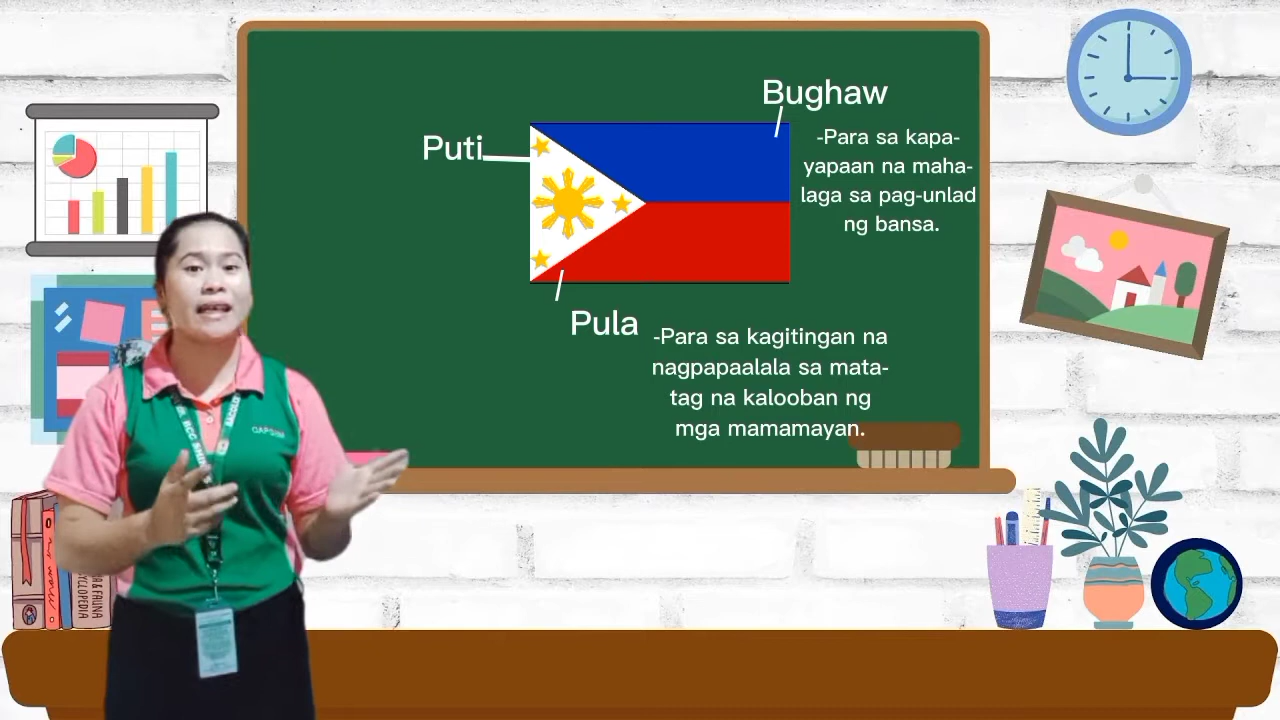 Bughaw
Puti
-Para sa kapa-
yapaan na maha-
laga sa pag-unlad
ng bansa.
Pula
-Para sa kagitingan na
nagpapaalala sa mata-
tag na kalooban ng
mga mamamayan.
& FAUNA